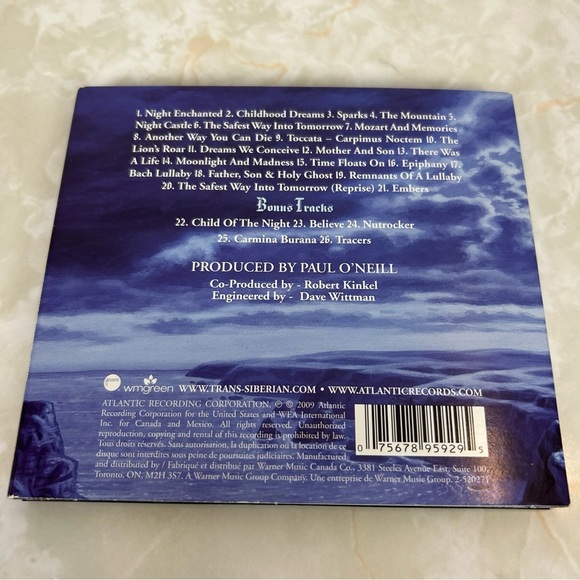 1. Night Enchanted 2. Childhood Dreams 3. Sparks 4. The Mountain 5.
Night Castle 6. The Safest Way Into Tomorrow 7. Mozart And Memories
8. Another Way You Can Die 9. Toccata – Carpimus Noctem 10. The
Lion's Roar 11. Dreams We Conceive 12. Mother And Son 13. There Was
A Life 14. Moonlight And Madness 15. Time Floats On 16. Epiphany 17.
Bach Lullaby 18. Father, Son & Holy Ghost 19. Remnants Of A Lullaby
20. The Safest Way Into Tomorrow (Reprise) 21. Embers
Bonus Tracks
22. Child Of The Night 23. Believe 24. Nutrocker
25. Carmina Burana 26. Tracers
PRODUCED BY PAUL O'NEILL
Co-Produced by - Robert Kinkel
Engineered by - Dave Wittman
wmgreen WWW.TRANS-SIBERIAN.COM • WWW.ATLANTICRECORDS.COM
ATLANTIC RECORDING CORPORATION. ℗ © 2009 Atlantic
Recording Corporation for the United States and WEA International
Inc. for Canada and Mexico. All rights reserved. Unauthorized
reproduction, copying and rental of this recording is prohibited by law.
Tous droits réservés. Sauf autorisation, la duplication ou la location de ce
disque sont interdites sous peine de poursuites judiciaires. Manufactured
and distributed by / Fabriqué et distribué par Warner Music Canada Co., 3381 Steeles Avenue East, Suite 100,
Toronto, ON, M2H 3S7. A Warner Music Group Company. Une entreprise de Warner Music Group. 2-520271
0 75678 95929 5